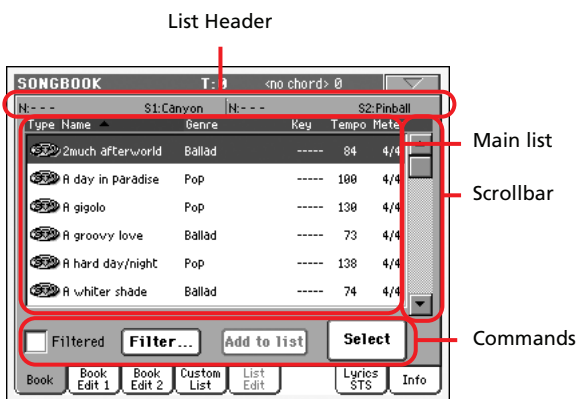 List Header
SONGBOOK T:0 <no chord> 0
N:--- S1:Canyon N:--- S2:Pinball
Type Name Genre Key Tempo Mete
2much afterworld Ballad ----- 84 4/4
Main list
A day in paradise Pop ----- 100 4/4
Scrollbar
A gigolo Pop ----- 130 4/4
A groovy love Ballad ----- 73 4/4
A hard day/night Pop ----- 138 4/4
A whiter shade Ballad ----- 74 4/4
Filtered Filter... Add to list Select
Commands
Book Book Edit 1 Book Edit 2 Custom List List Edit Lyrics STS Info